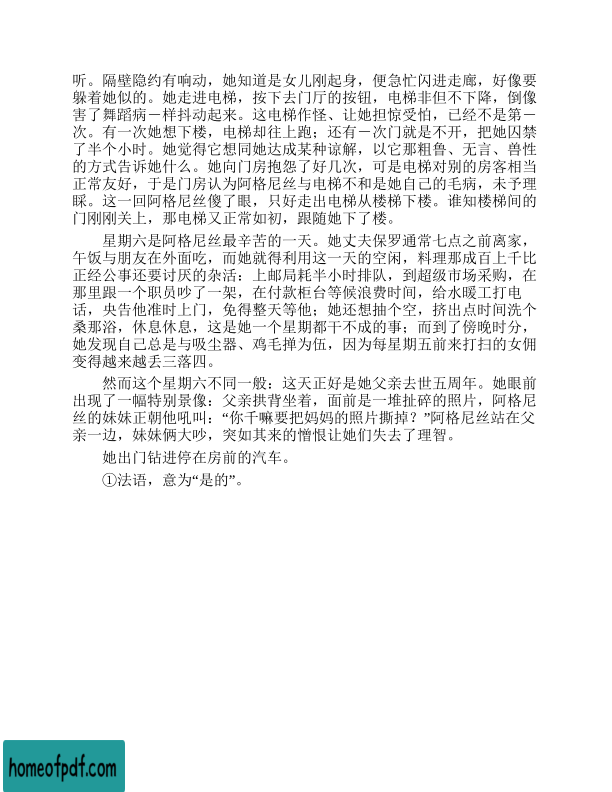 听。隔壁隐约有响动，她知道是女儿刚起身，便急忙闪进走廊，好像要
躲着她似的。她走进电梯，按下去门厅的按钮，电梯非但不下降，倒像
害了舞蹈病一样抖动起来。这电梯作怪、让她担惊受怕，已经不是第一
次。有一次她想下楼，电梯却往上跑；还有一次门就是不开，把她囚禁
了半个小时。她觉得它想同她达成某种谅解，以它那粗鲁、无言、兽性
的方式告诉她什么。她向门房抱怨了好几次，可是电梯对别的房客相当
正常友好，于是门房认为阿格尼丝与电梯不和是她自己的毛病，未予理
睬。这一回阿格尼丝傻了眼，只好走出电梯从楼梯下楼。谁知楼梯间的
门刚刚关上，那电梯又正常如初，跟随她下了楼。
星期六是阿格尼丝最辛苦的一天。她丈夫保罗通常七点之前离家，
午饭与朋友在外面吃，而她就得利用这一天的空闲，料理那成百上千比
正经公事还要讨厌的杂活：上邮局耗半小时排队，到超级市场采购，在
那里跟一个职员吵了一架，在付款柜台等候浪费时间，给水暖工打电
话，央告他准时上门，免得整天等他；她还想抽个空，挤出点时间洗个
桑那浴，休息休息，这是她一个星期都干不成的事；而到了傍晚时分，
她发现自己总是与吸尘器、鸡毛掸为伍，因为每星期五前来打扫的女佣
变得越来越丢三落四。
然而这个星期六不同一般：这天正好是她父亲去世五周年。她眼前
出现了一幅特别景像：父亲拱背坐着，面前是一堆扯碎的照片，阿格尼
丝的妹妹正朝他吼叫：“你千嘛要把妈妈的照片撕掉？”阿格尼丝站在父
亲一边，妹妹俩大吵，突如其来的憎恨让她们失去了理智。
她出门钻进停在房前的汽车。
①法语，意为“是的”。
homeofpdf.com